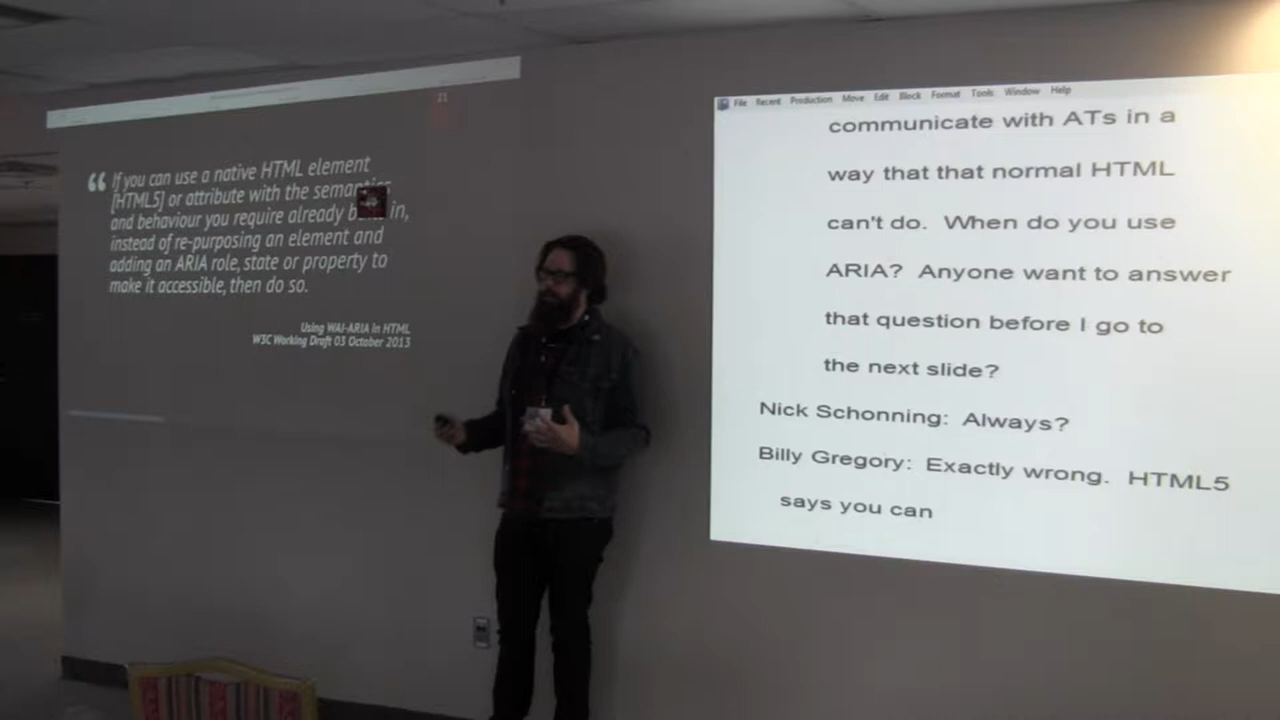 21
“ If you can use a native HTML element
[HTML5] or attribute with the semantics
and behaviour you require already in,
instead of re-purposing an element and
adding an ARIA role, state or property to
make it accessible, then do so.
Using WAI-ARIA in HTML
W3C Working Draft 03 October 2013
File Recent Production Move Edit Block Format Tools Window Help
communicate with ATs in a
way that that normal HTML
can't do. When do you use
ARIA? Anyone want to answer
that question before I go to
the next slide?
Nick Schonning: Always?
Billy Gregory: Exactly wrong. HTML5
says you can